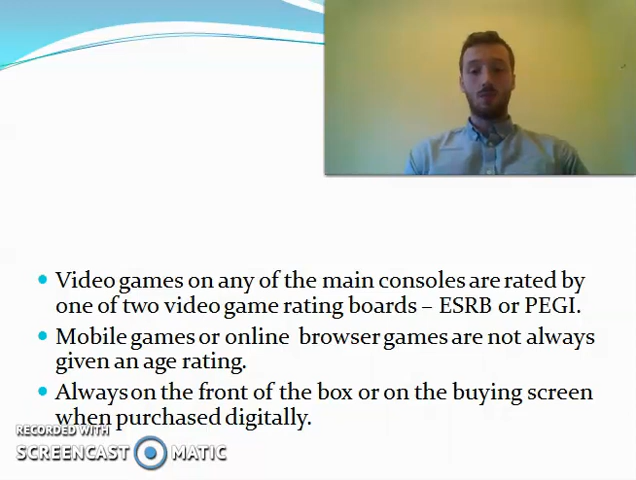 Video games on any of the main consoles are rated by
one of two video game rating boards – ESRB or PEGI.
Mobile games or online browser games are not always
given an age rating.
Always on the front of the box or on the buying screen
when purchased digitally.
RECORDED WITH
SCREENCAST MATIC